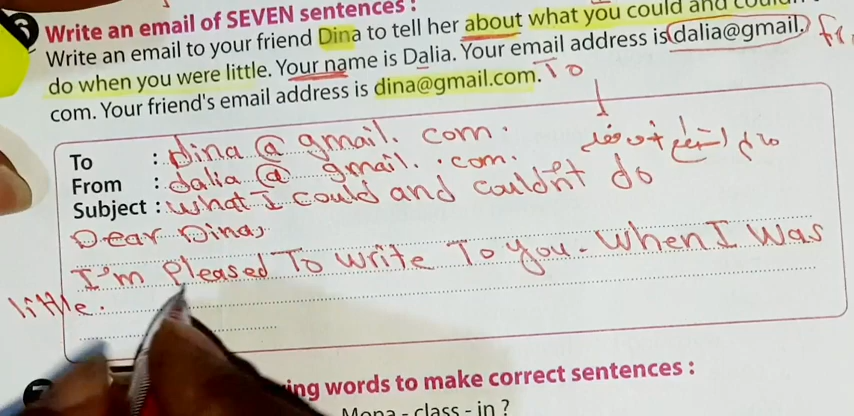 Write an email of SEVEN sentences :
Write an email to your friend Dina to tell her about what you could and
do when you were little. Your name is Dalia. Your email address is dalia@gmail.
com. Your friend's email address is dina@gmail.com. To
To : dina @ gmail. com.
From : dalia @ gmail. .com.
Subject : What I could and couldn't do
Dear Dina,
I'm pleased To write To you. When I was
little.
ing words to make correct sentences :
Mona - class - in ?